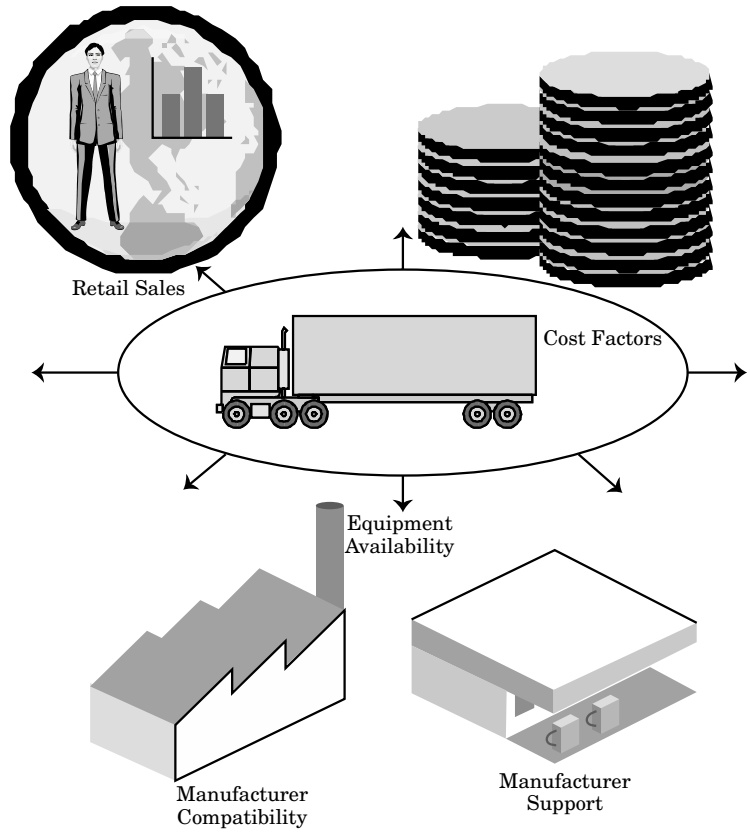 Retail Sales
Cost Factors
Equipment
Availability
Manufacturer
Compatibility
Manufacturer
Support